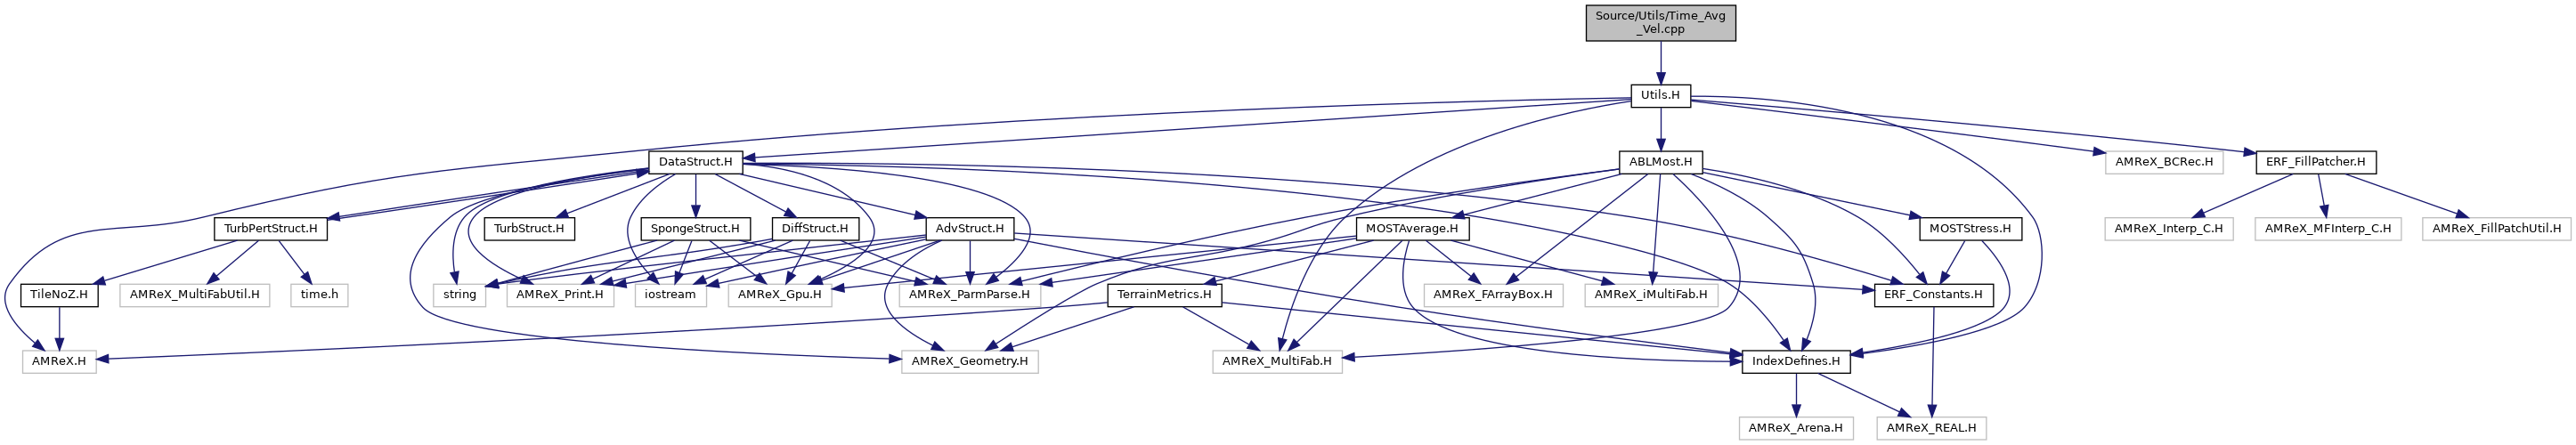 Source/Utils/Time_Avg
_Vel.cpp
Utils.H
DataStruct.H
ABLMost.H
AMReX_BCRec.H
ERF_FillPatcher.H
TurbPertStruct.H
TurbStruct.H
SpongeStruct.H
DiffStruct.H
AdvStruct.H
MOSTAverage.H
MOSTStress.H
AMReX_Interp_C.H
AMReX_MFInterp_C.H
AMReX_FillPatchUtil.H
TileNoZ.H
AMReX_MultiFabUtil.H
time.h
string
AMReX_Print.H
iostream
AMReX_Gpu.H
AMReX_ParmParse.H
TerrainMetrics.H
AMReX_FArrayBox.H
AMReX_iMultiFab.H
ERF_Constants.H
AMReX.H
AMReX_Geometry.H
AMReX_MultiFab.H
IndexDefines.H
AMReX_Arena.H
AMReX_REAL.H